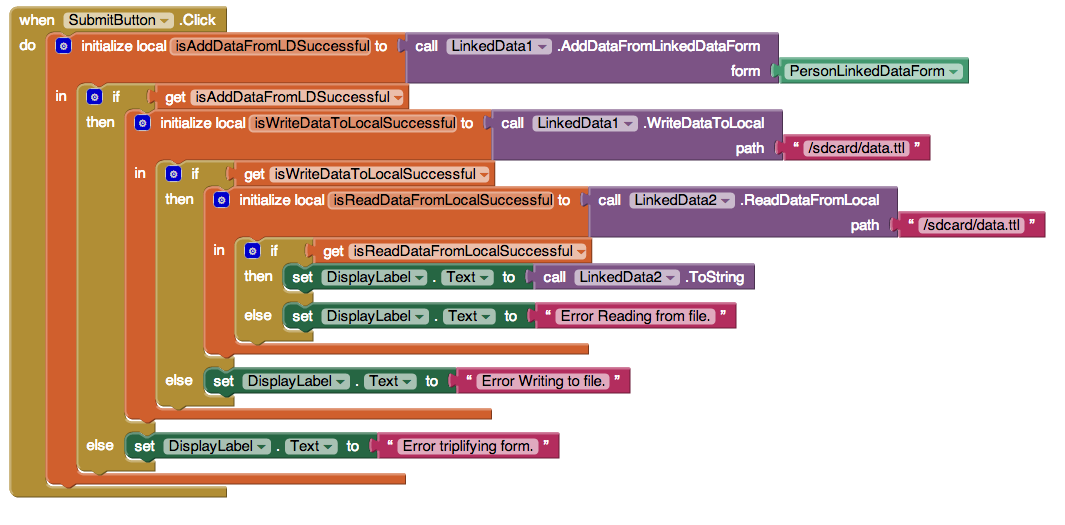 when SubmitButton .Click
do initialize local isAddDataFromLDSuccessful to call LinkedData1 .AddDataFromLinkedDataForm
form PersonLinkedDataForm
in if get isAddDataFromLDSuccessful
then initialize local isWriteDataToLocalSuccessful to call LinkedData1 .WriteDataToLocal
path " /sdcard/data.ttl "
in if get isWriteDataToLocalSuccessful
then initialize local isReadDataFromLocalSuccessful to call LinkedData2 .ReadDataFromLocal
path " /sdcard/data.ttl "
in if get isReadDataFromLocalSuccessful
then set DisplayLabel . Text to call LinkedData2 .ToString
else set DisplayLabel . Text to " Error Reading from file. "
else set DisplayLabel . Text to " Error Writing to file. "
else set DisplayLabel . Text to " Error triplifying form. "